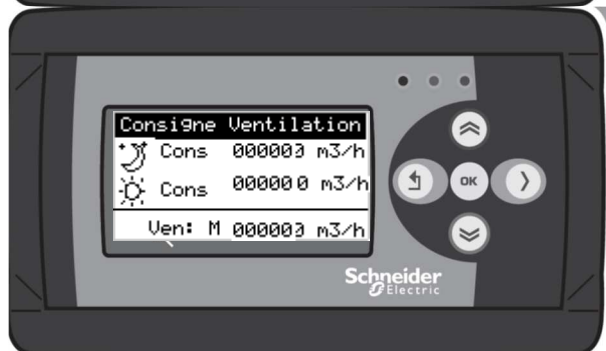 Consigne Ventilation
Cons 000000 m3/h
Cons 000000 m3/h
Ven: M 000000 m3/h
OK
Schneider
Electric